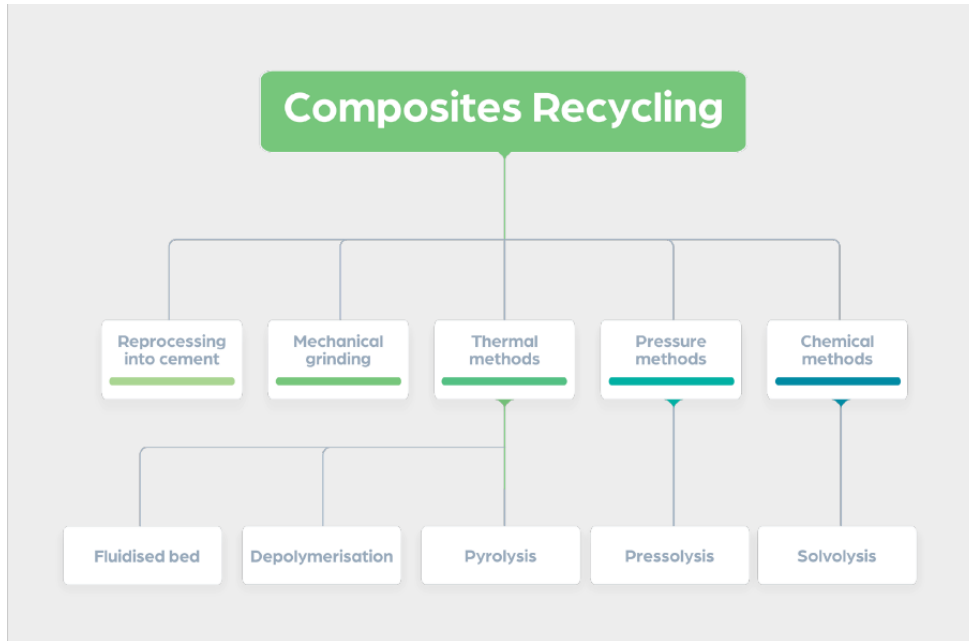 Composites Recycling
Reprocessing
into cement
Mechanical
grinding
Thermal
methods
Pressure
methods
Chemical
methods
Fluidised bed
Depolymerisation
Pyrolysis
Pressolysis
Solvolysis